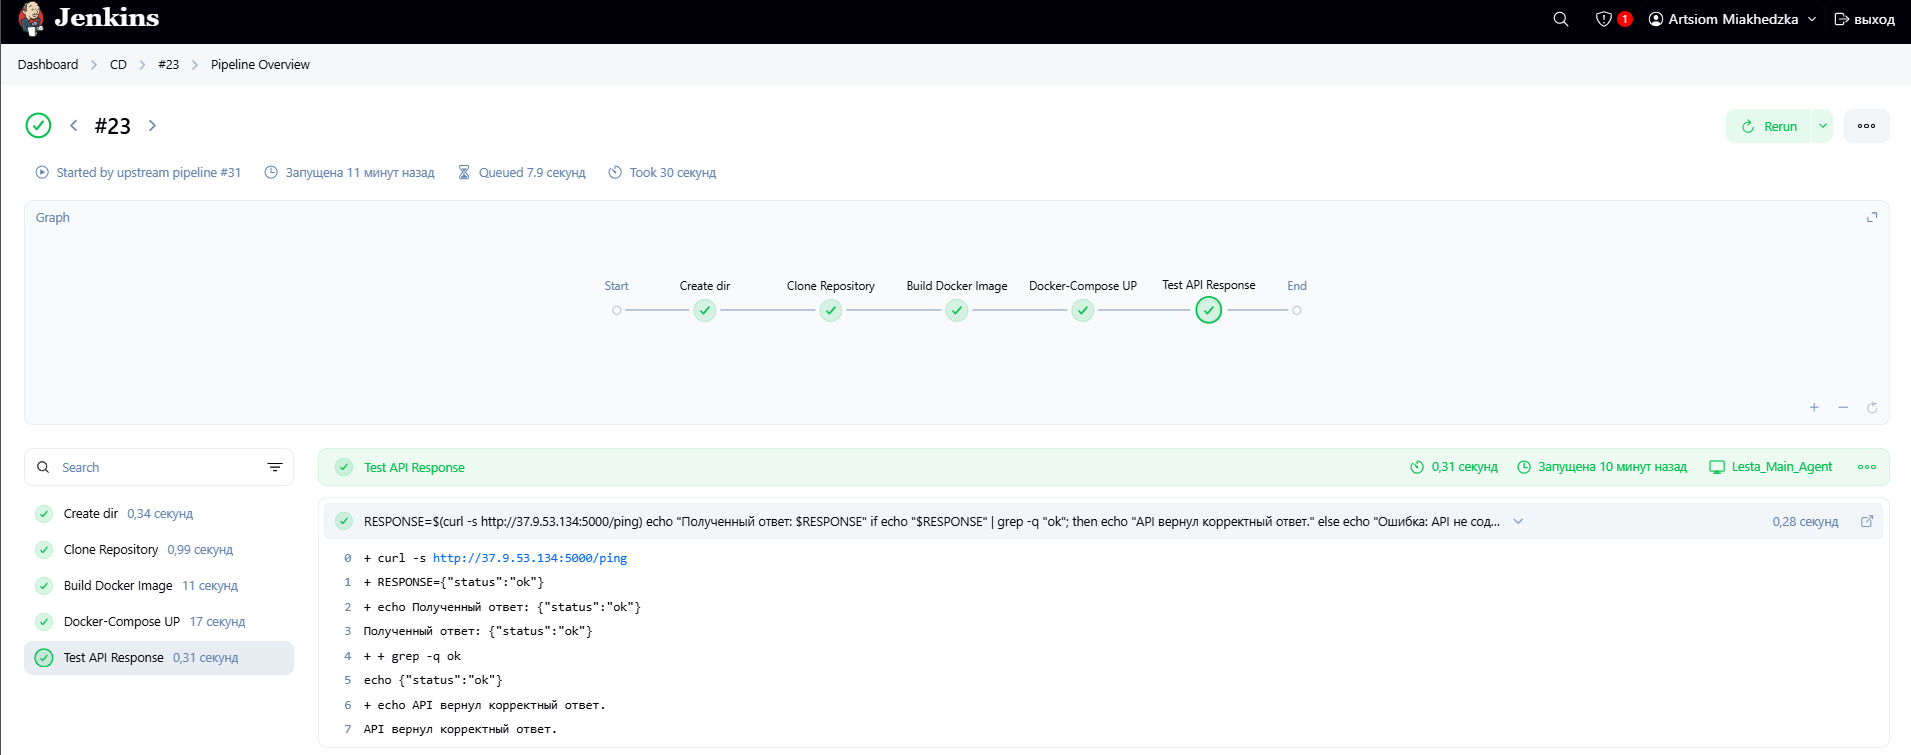 Jenkins
1
Artsiom Miakhedzka
выход
Dashboard > CD > #23 > Pipeline Overview
#23
Rerun
Started by upstream pipeline #31
Запущена 11 минут назад
Queued 7.9 секунд
Took 30 секунд
Graph
Start
Create dir
Clone Repository
Build Docker Image
Docker-Compose UP
Test API Response
End
Search
Create dir 0,34 секунд
Clone Repository 0,99 секунд
Build Docker Image 11 секунд
Docker-Compose UP 17 секунд
Test API Response 0,31 секунд
Test API Response
0,31 секунд
Запущена 10 минут назад
Lesta_Main_Agent
RESPONSE=$(curl -s http://37.9.53.134:5000/ping) echo "Полученный ответ: $RESPONSE" if echo "$RESPONSE" | grep -q "ok"; then echo "API вернул корректный ответ." else echo "Ошибка: API не сод...
0,28 секунд
0 + curl -s http://37.9.53.134:5000/ping
1 + RESPONSE={"status":"ok"}
2 + echo Полученный ответ: {"status":"ok"}
3 Полученный ответ: {"status":"ok"}
4 + + grep -q ok
5 echo {"status":"ok"}
6 + echo API вернул корректный ответ.
7 API вернул корректный ответ.